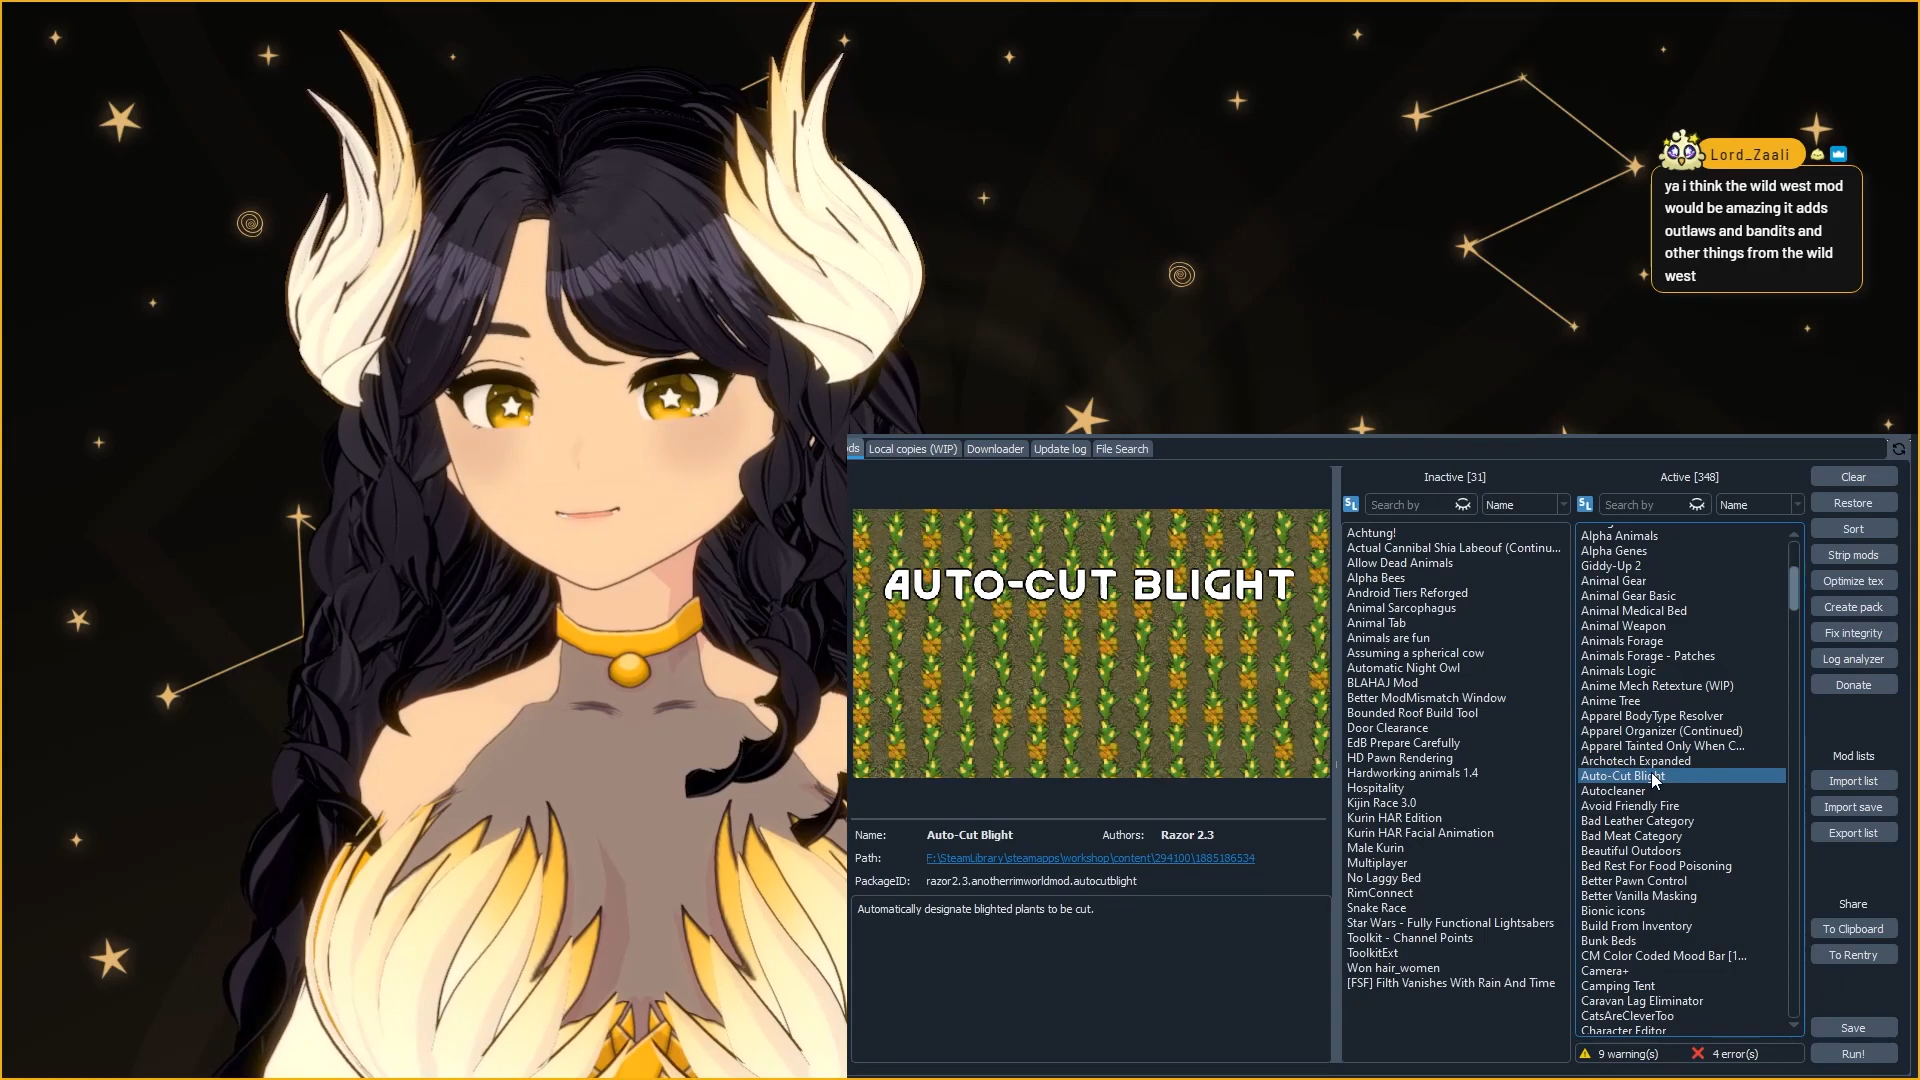 Lord_Zaali
ya i think the wild west mod
would be amazing it adds
outlaws and bandits and
other things from the wild
west
ds
Local copies (WIP)
Downloader
Update log
File Search
AUTO-CUT BLIGHT
Name: Auto-Cut Blight Authors: Razor 2.3
Path: F:\SteamLibrary\steamapps\workshop\content\294100\1885186534
PackageID: razor2.3.anotherrimworldmod.autocutblight
Automatically designate blighted plants to be cut.
Inactive [31]
SL Search by Name
Achtung!
Actual Cannibal Shia Labeouf (Continu...
Allow Dead Animals
Alpha Bees
Android Tiers Reforged
Animal Sarcophagus
Animal Tab
Animals are fun
Assuming a spherical cow
Automatic Night Owl
BLAHAJ Mod
Better ModMismatch Window
Bounded Roof Build Tool
Door Clearance
EdB Prepare Carefully
HD Pawn Rendering
Hardworking animals 1.4
Hospitality
Kijin Race 3.0
Kurin HAR Edition
Kurin HAR Facial Animation
Male Kurin
Multiplayer
No Laggy Bed
RimConnect
Snake Race
Star Wars - Fully Functional Lightsabers
Toolkit - Channel Points
ToolkitExt
Won hair_women
[FSF] Filth Vanishes With Rain And Time
Active [348]
SL Search by Name
Alpha Animals
Alpha Genes
Giddy-Up 2
Animal Gear
Animal Gear Basic
Animal Medical Bed
Animal Weapon
Animals Forage
Animals Forage - Patches
Animals Logic
Anime Mech Retexture (WIP)
Anime Tree
Apparel BodyType Resolver
Apparel Organizer (Continued)
Apparel Tainted Only When C...
Archotech Expanded
Auto-Cut Blight
Autocleaner
Avoid Friendly Fire
Bad Leather Category
Bad Meat Category
Beautiful Outdoors
Bed Rest For Food Poisoning
Better Pawn Control
Better Vanilla Masking
Bionic icons
Build From Inventory
Bunk Beds
CM Color Coded Mood Bar [1...
Camera+
Camping Tent
Caravan Lag Eliminator
CatsAreCleverToo
Character Editor
9 warning(s) 4 error(s)
Clear
Restore
Sort
Strip mods
Optimize tex
Create pack
Fix integrity
Log analyzer
Donate
Mod lists
Import list
Import save
Export list
Share
To Clipboard
To Rentry
Save
Run!